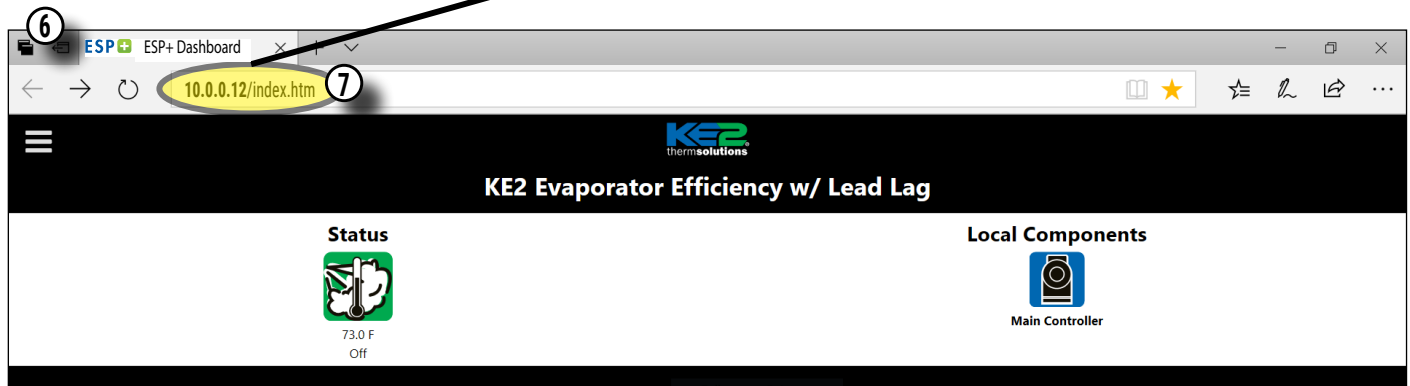 6
ESP+ ESP+ Dashboard
10.0.0.12/index.htm
7
KE2
thermsolutions
KE2 Evaporator Efficiency w/ Lead Lag
Status
Local Components
73.0 F
Off
Main Controller